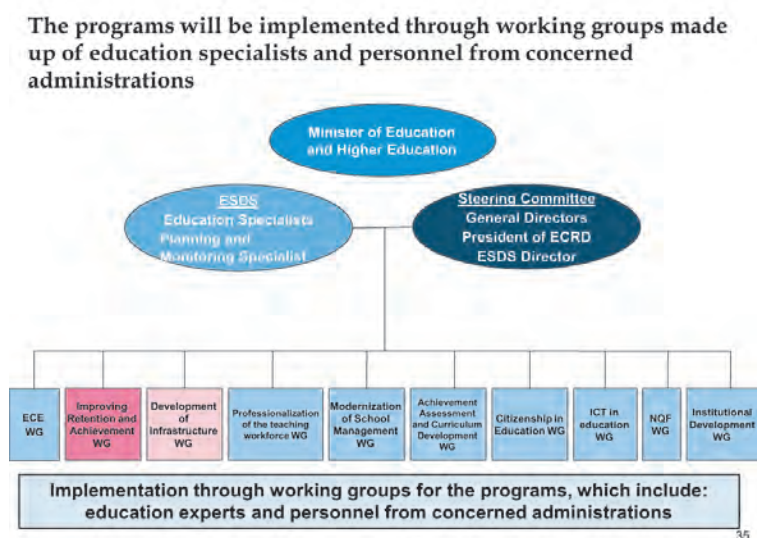 The programs will be implemented through working groups made
up of education specialists and personnel from concerned
administrations
Minister of Education
and Higher Education
ESDS
Education Specialists
Planning and
Monitoring Specialist
Steering Committee
General Directors
President of ECRD
ESDS Director
ECE
WG
Improving
Retention and
Achievement
WG
Development
of
Infrastructure
WG
Professionalization
of the teaching
workforce WG
Modernization
of School
Management
WG
Achievement
Assessment
and Curriculum
Development WG
Citizenship in
Education WG
ICT in
education
WG
NQF
WG
Institutional
Development
WG
Implementation through working groups for the programs, which include:
education experts and personnel from concerned administrations
35